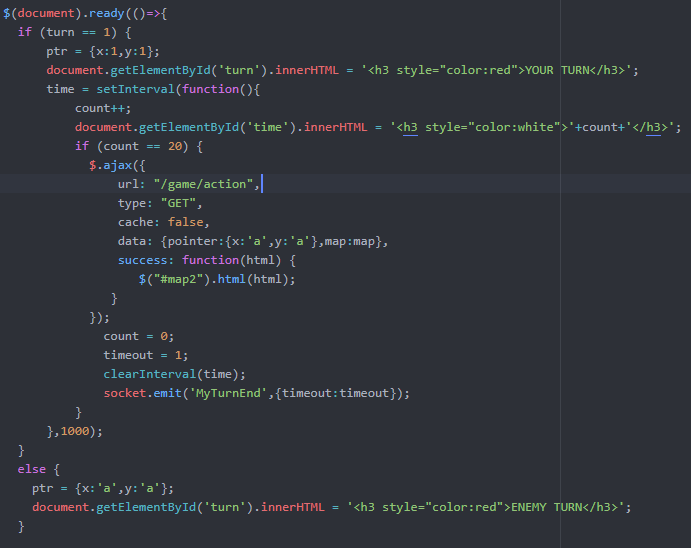 $(document).ready(()=>{
if (turn == 1) {
ptr = {x:1,y:1};
document.getElementById('turn').innerHTML = '<h3 style="color:red">YOUR TURN</h3>';
time = setInterval(function(){
count++;
document.getElementById('time').innerHTML = '<h3 style="color:white">'+count+'</h3>';
if (count == 20) {
$.ajax({
url: "/game/action",
type: "GET",
cache: false,
data: {pointer:{x:'a',y:'a'},map:map},
success: function(html) {
$("#map2").html(html);
}
});
count = 0;
timeout = 1;
clearInterval(time);
socket.emit('MyTurnEnd',{timeout:timeout});
}
},1000);
}
else {
ptr = {x:'a',y:'a'};
document.getElementById('turn').innerHTML = '<h3 style="color:red">ENEMY TURN</h3>';
}